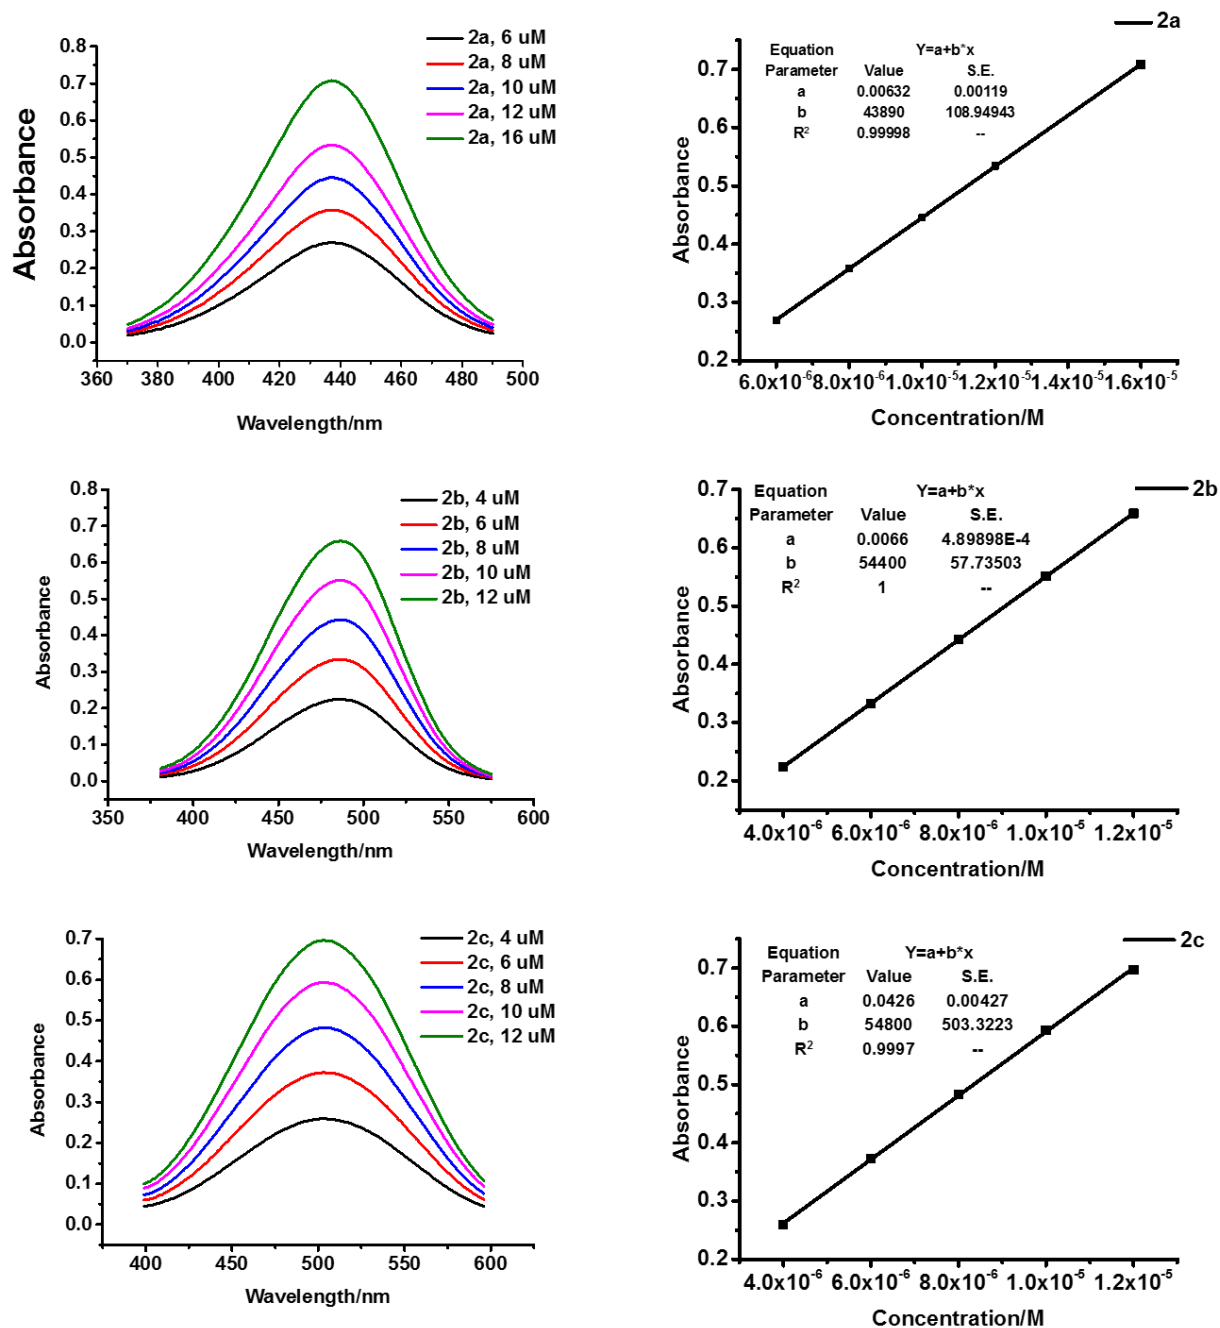 2a, 6 uM
2a, 8 uM
2a, 10 uM
2a, 12 uM
2a, 16 uM
0.8
0.7
0.6
0.5
0.4
0.3
0.2
0.1
0.0
Absorbance
360 380 400 420 440 460 480 500
Wavelength/nm
2a
Equation Y=a+b*x
Parameter Value S.E.
a 0.00632 0.00119
b 43890 108.94943
R² 0.99998 --
0.7
0.6
0.5
0.4
0.3
0.2
Absorbance
6.0x10⁻⁶ 8.0x10⁻⁶ 1.0x10⁻⁵ 1.2x10⁻⁵ 1.4x10⁻⁵ 1.6x10⁻⁵
Concentration/M
2b, 4 uM
2b, 6 uM
2b, 8 uM
2b, 10 uM
2b, 12 uM
0.8
0.7
0.6
0.5
0.4
0.3
0.2
0.1
0.0
Absorbance
350 400 450 500 550 600
Wavelength/nm
2b
Equation Y=a+b*x
Parameter Value S.E.
a 0.0066 4.89898E-4
b 54400 57.73503
R² 1 --
0.7
0.6
0.5
0.4
0.3
0.2
Absorbance
4.0x10⁻⁶ 6.0x10⁻⁶ 8.0x10⁻⁶ 1.0x10⁻⁵ 1.2x10⁻⁵
Concentration/M
2c, 4 uM
2c, 6 uM
2c, 8 uM
2c, 10 uM
2c, 12 uM
0.7
0.6
0.5
0.4
0.3
0.2
0.1
0.0
Absorbance
400 450 500 550 600
Wavelength/nm
2c
Equation Y=a+b*x
Parameter Value S.E.
a 0.0426 0.00427
b 54800 503.3223
R² 0.9997 --
0.7
0.6
0.5
0.4
0.3
0.2
Absorbance
4.0x10⁻⁶ 6.0x10⁻⁶ 8.0x10⁻⁶ 1.0x10⁻⁵ 1.2x10⁻⁵
Concentration/M